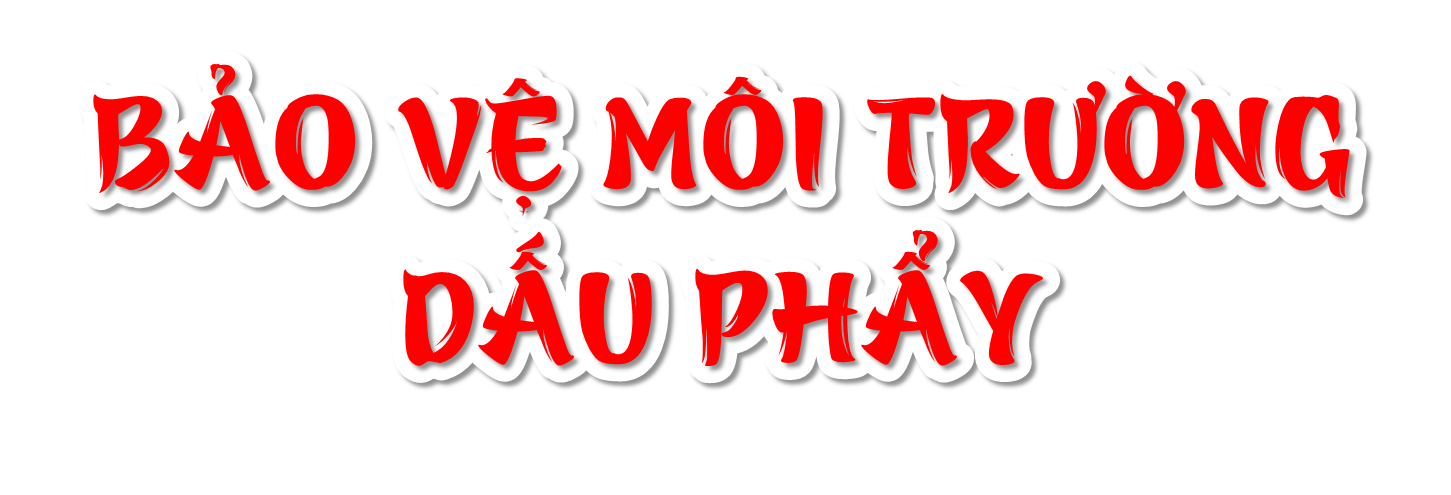 BẢO VỆ MÔI TRƯỜNG
DẤU PHẨY